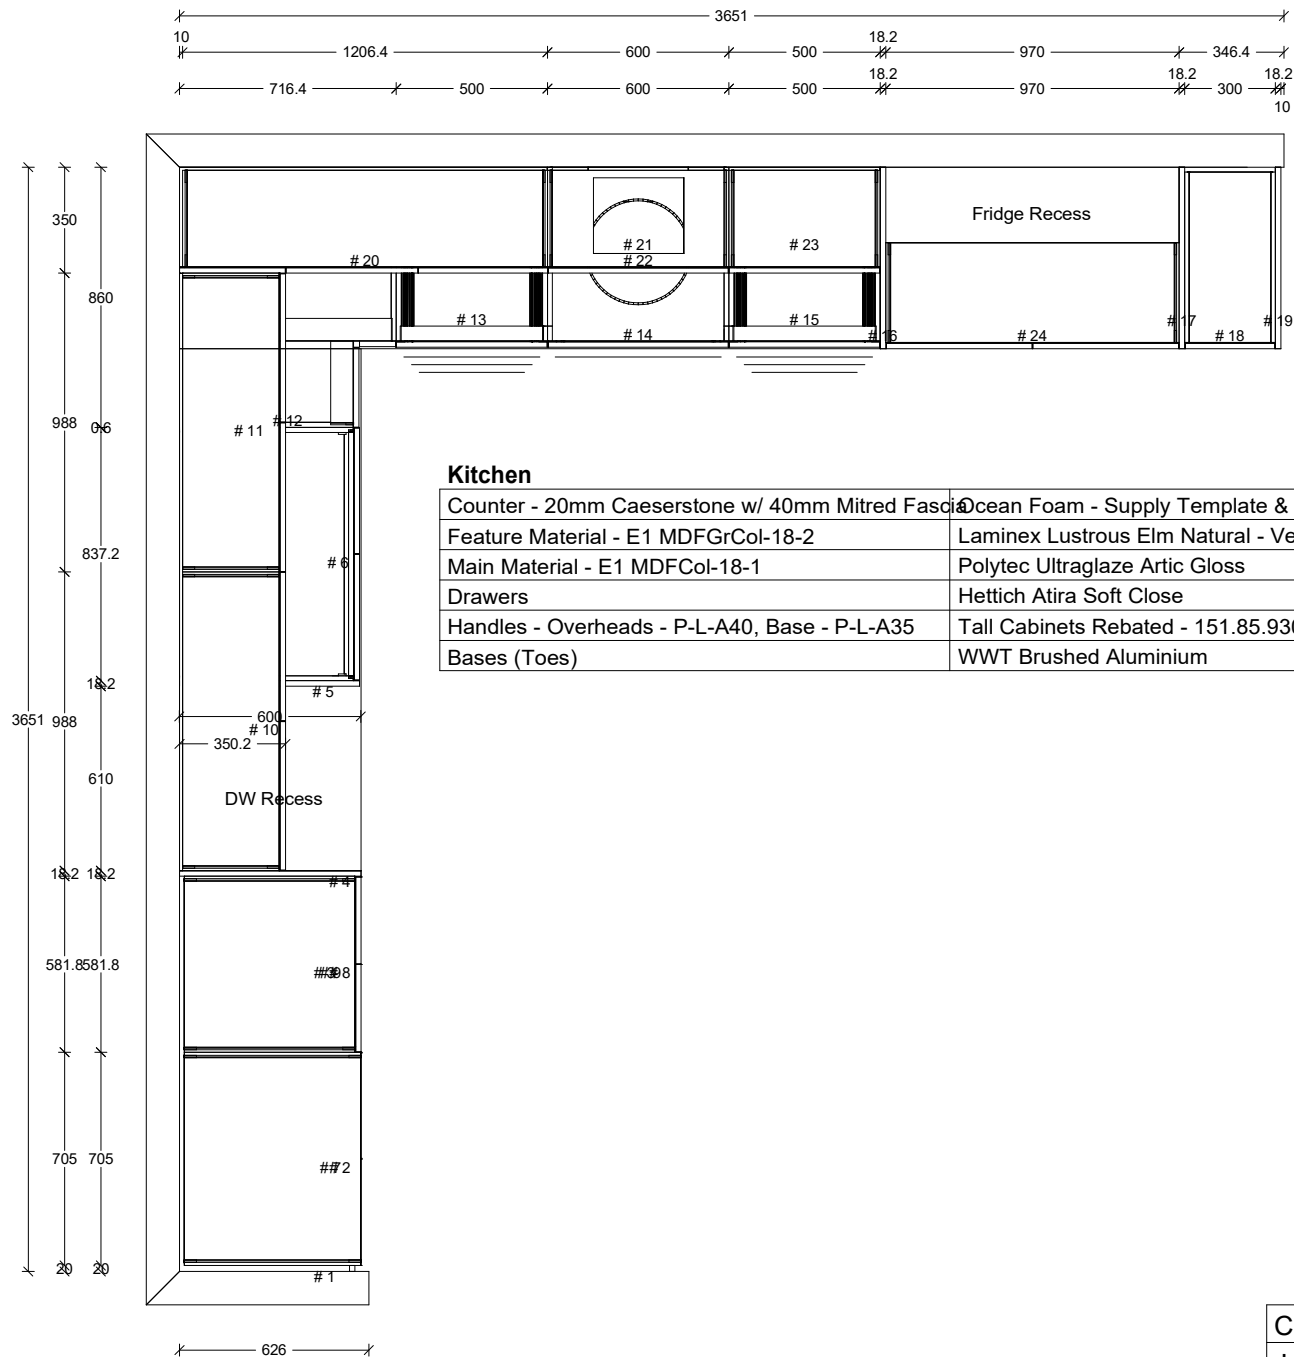 3651
10 18.2
1206.4 600 500 970 346.4
18.2 18.2 18.2
716.4 500 600 500 970 300
10
350
Fridge Recess
# 21 # 23
# 20 # 22
860
# 13 # 15 # 17 # 19
# 14 # 16 # 24 # 18
988 0.6 # 11 # 12
Kitchen
Counter - 20mm Caeserstone w/ 40mm Mitred Fascia Ocean Foam - Supply Template &
Feature Material - E1 MDFGrCol-18-2 Laminex Lustrous Elm Natural - Ve
837.2 # 6 Main Material - E1 MDFCol-18-1 Polytec Ultraglaze Artic Gloss
Drawers Hettich Atira Soft Close
Handles - Overheads - P-L-A40, Base - P-L-A35 Tall Cabinets Rebated - 151.85.930
Bases (Toes) WWT Brushed Aluminium
18.2 # 5
3651 988 600
# 10
350.2
610
DW Recess
18.2 18.2 # 4
581.8 581.8 # 8
705 705 # 2
20 20 # 1
626